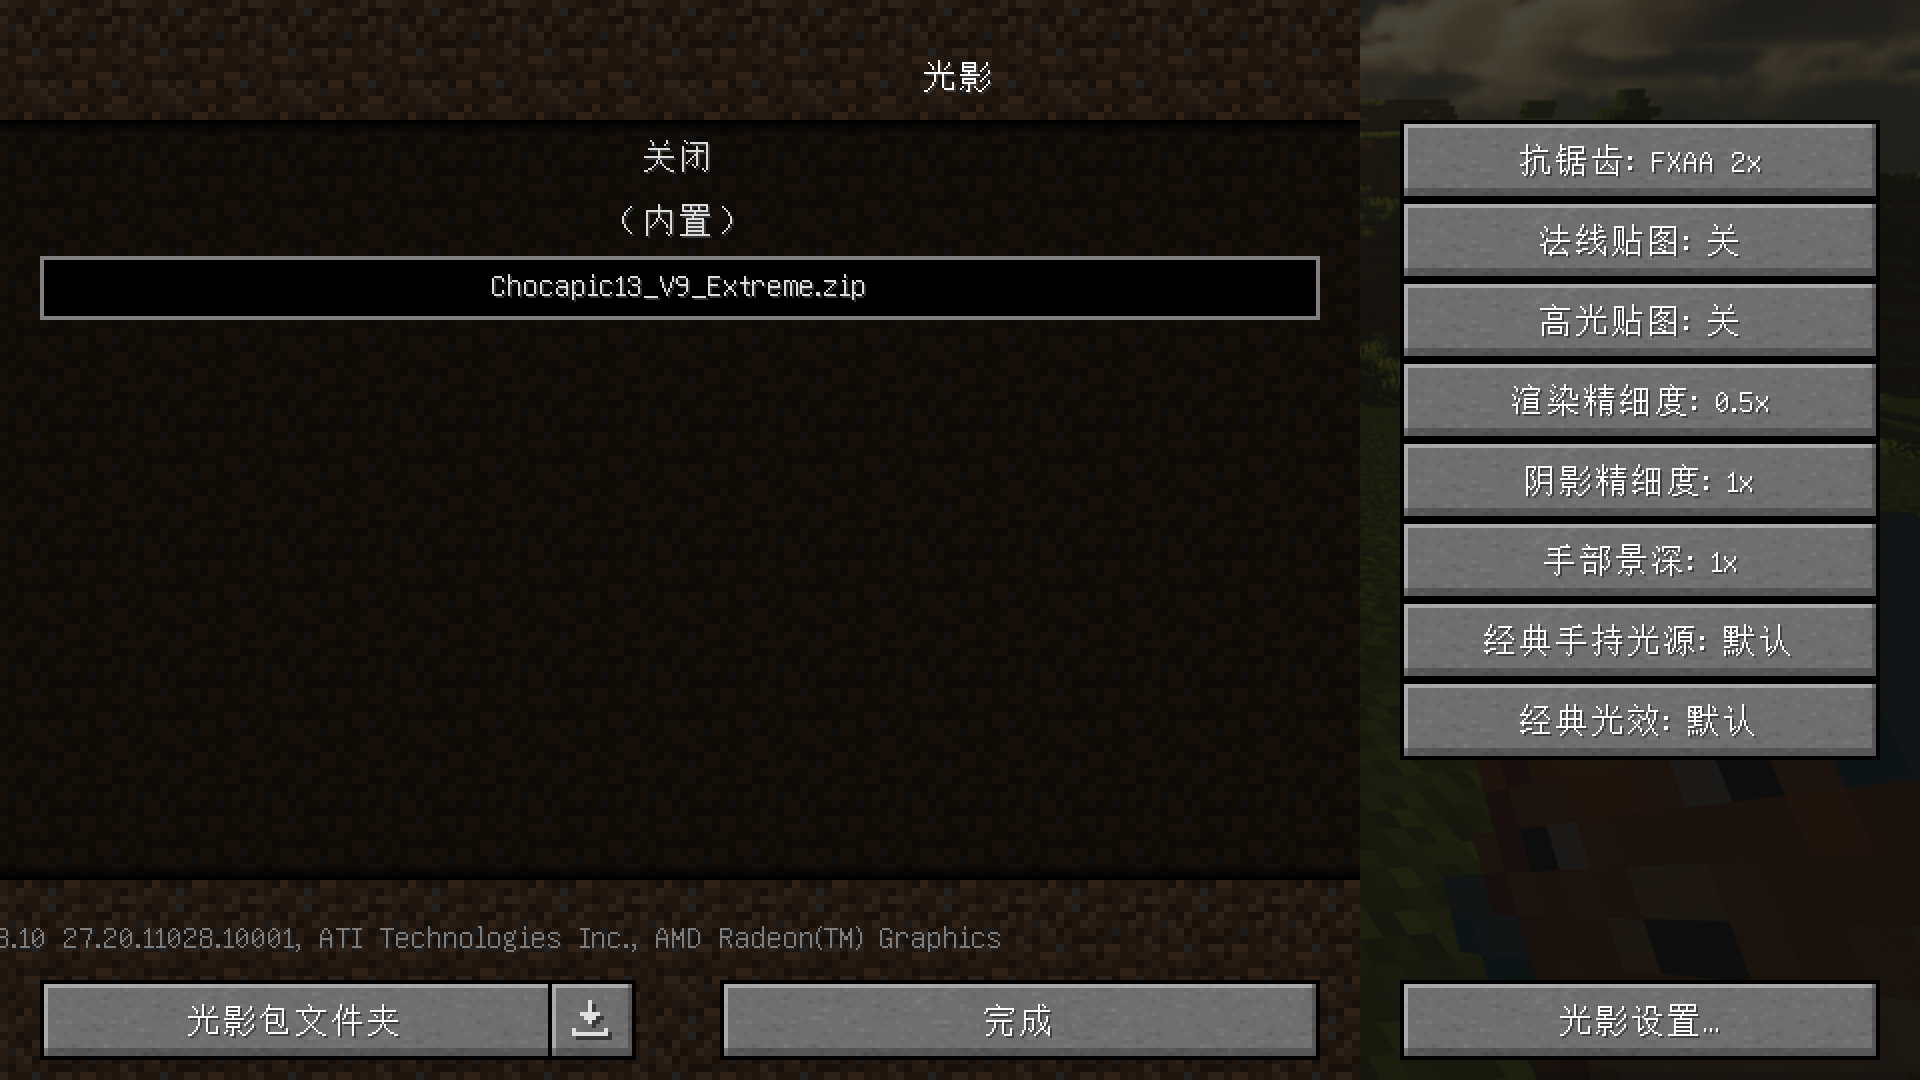 光影
关闭
（内置）
Chocapic13_V9_Extreme.zip
抗锯齿: FXAA 2x
法线贴图: 关
高光贴图: 关
渲染精细度: 0.5x
阴影精细度: 1x
手部景深: 1x
经典手持光源: 默认
经典光效: 默认
8.10 27.20.11028.10001, ATI Technologies Inc., AMD Radeon(TM) Graphics
光影包文件夹
完成
光影设置...